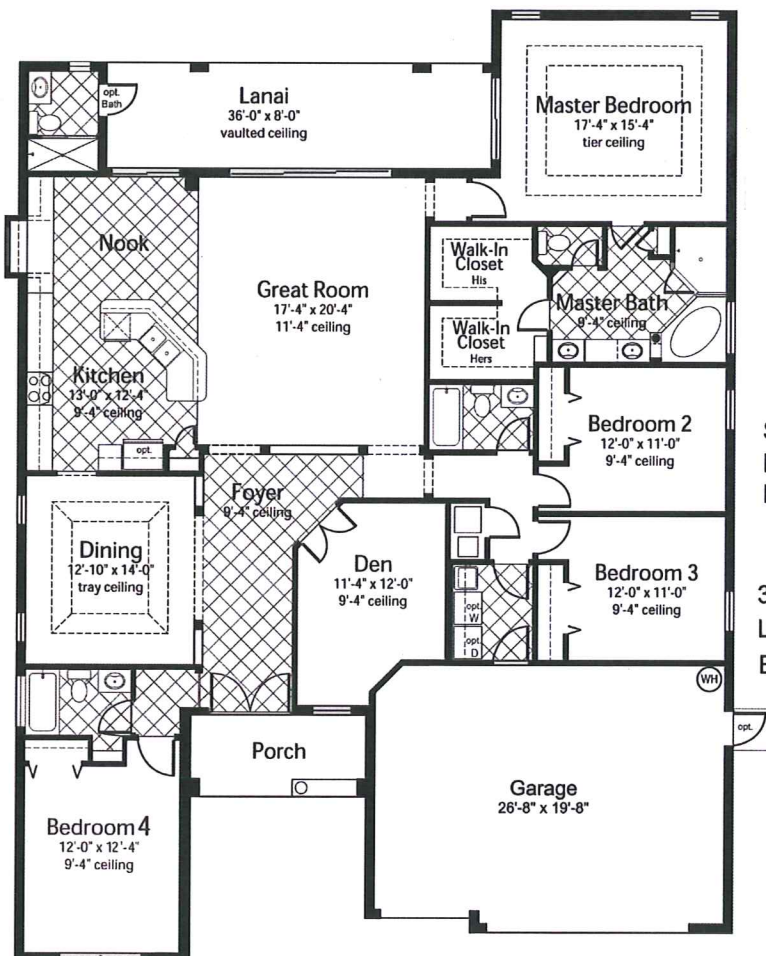 Lanai
36'-0" x 8'-0"
vaulted ceiling
opt.
Bath
Master Bedroom
17'-4" x 15'-4"
tier ceiling
Nook
Great Room
17'-4" x 20'-4"
11'-4" ceiling
Walk-In
Closet
His
Walk-In
Closet
Hers
Master Bath
9'-4" ceiling
Kitchen
13'-0" x 12'-4"
9'-4" ceiling
opt.
Bedroom 2
12'-0" x 11'-0"
9'-4" ceiling
Foyer
9'-4" ceiling
Dining
12'-10" x 14'-0"
tray ceiling
Den
11'-4" x 12'-0"
9'-4" ceiling
opt.
W
opt.
D
Bedroom 3
12'-0" x 11'-0"
9'-4" ceiling
3
L
WH
opt.
Porch
Garage
26'-8" x 19'-8"
Bedroom 4
12'-0" x 12'-4"
9'-4" ceiling